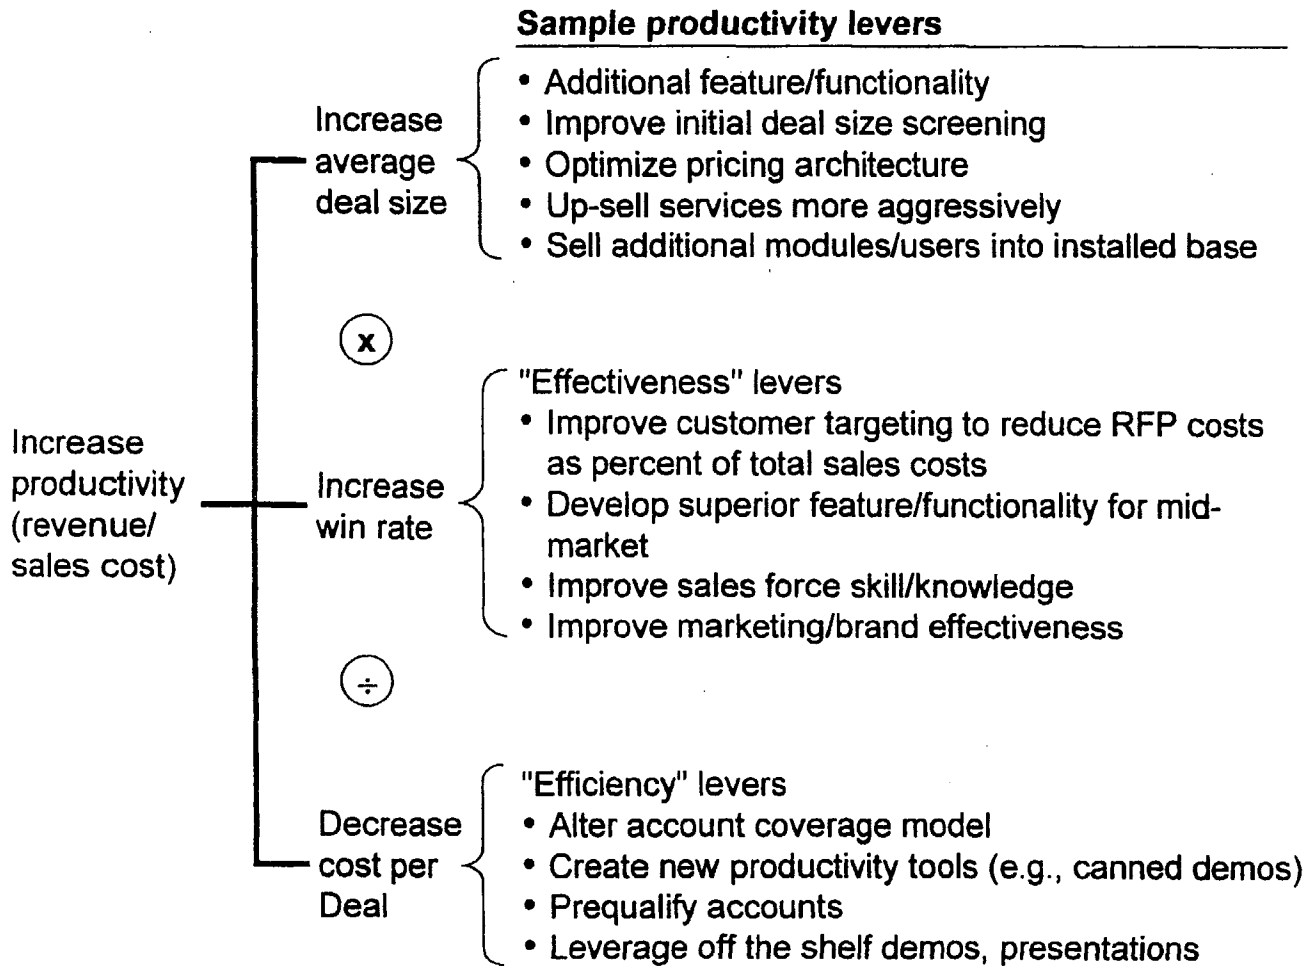 Sample productivity levers
Increase
average
deal size
• Additional feature/functionality
• Improve initial deal size screening
• Optimize pricing architecture
• Up-sell services more aggressively
• Sell additional modules/users into installed base
x
Increase
productivity
(revenue/
sales cost)
Increase
win rate
"Effectiveness" levers
• Improve customer targeting to reduce RFP costs
as percent of total sales costs
• Develop superior feature/functionality for mid-
market
• Improve sales force skill/knowledge
• Improve marketing/brand effectiveness
÷
Decrease
cost per
Deal
"Efficiency" levers
• Alter account coverage model
• Create new productivity tools (e.g., canned demos)
• Prequalify accounts
• Leverage off the shelf demos, presentations